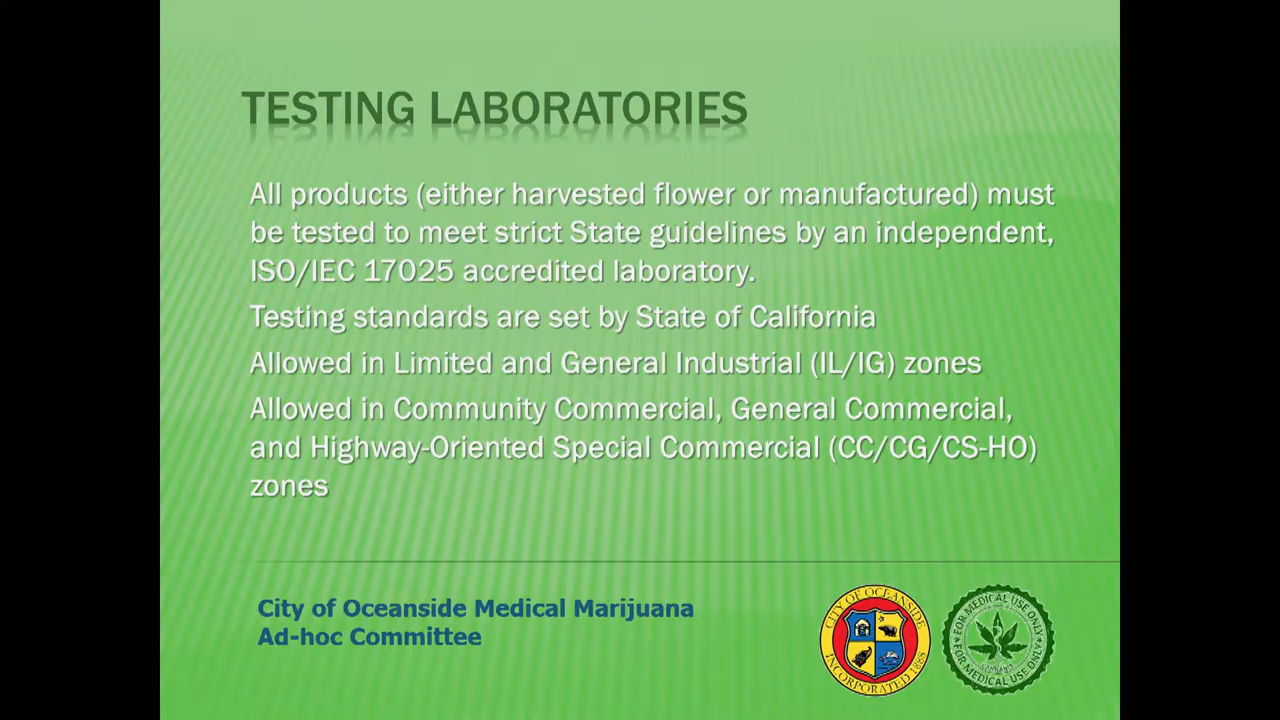 TESTING LABORATORIES
All products (either harvested flower or manufactured) must
be tested to meet strict State guidelines by an independent,
ISO/IEC 17025 accredited laboratory.
Testing standards are set by State of California
Allowed in Limited and General Industrial (IL/IG) zones
Allowed in Community Commercial, General Commercial,
and Highway-Oriented Special Commercial (CC/CG/CS-HO)
zones
City of Oceanside Medical Marijuana
Ad-hoc Committee
CITY OF OCEANSIDE
INCORPORATED 1888
FOR MEDICAL USE ONLY
FOR MEDICAL USE ONLY